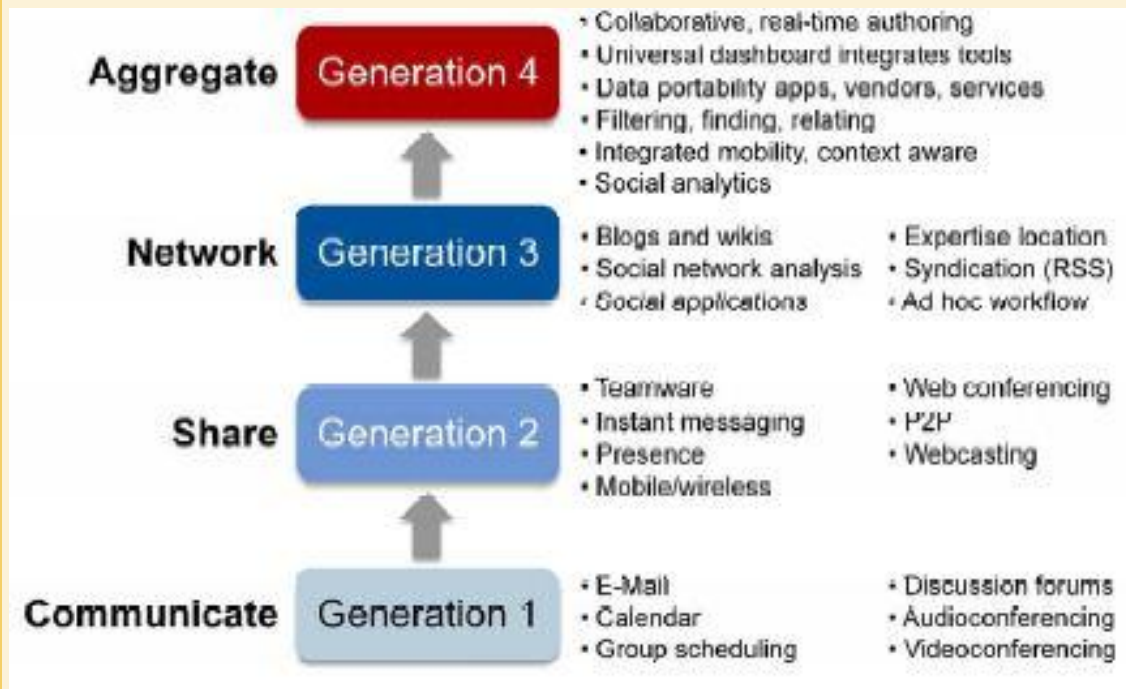 Aggregate
Generation 4
• Collaborative, real-time authoring
• Universal dashboard integrates tools
• Data portability apps, vendors, services
• Filtering, finding, relating
• Integrated mobility, context aware
• Social analytics
Network
Generation 3
• Blogs and wikis
• Social network analysis
• Social applications
• Expertise location
• Syndication (RSS)
• Ad hoc workflow
Share
Generation 2
• Teamware
• Instant messaging
• Presence
• Mobile/wireless
• Web conferencing
• P2P
• Webcasting
Communicate
Generation 1
• E-Mail
• Calendar
• Group scheduling
• Discussion forums
• Audioconferencing
• Videoconferencing